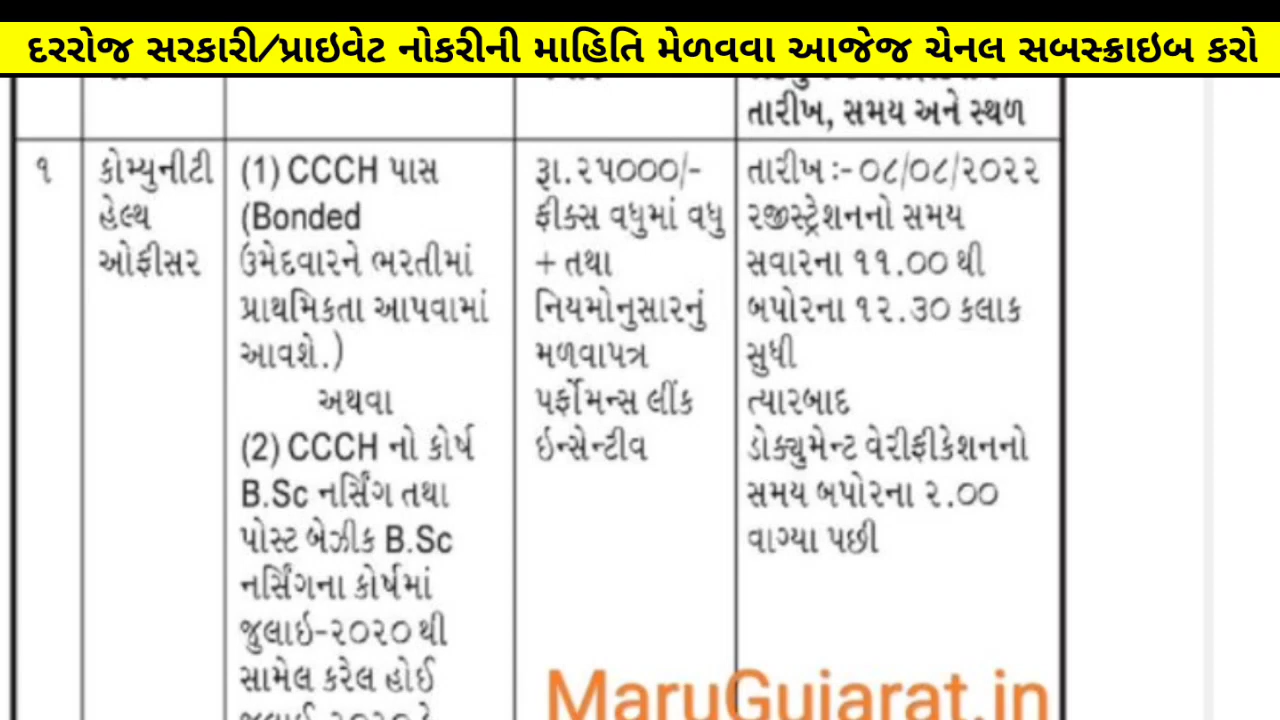 દરરોજ સરકારી/પ્રાઇવેટ નોકરીની માહિતિ મેળવવા આજેજ ચેનલ સબસ્ક્રાઇબ કરો
તારીખ, સમય અને સ્થળ
૧
કોમ્યુનીટી
હેલ્થ
ઓફીસર
(1) CCCH પાસ
(Bonded
ઉમેદવારને ભરતીમાં
પ્રાથમિકતા આપવામાં
આવશે.)
અથવા
(2) CCCH નો કોર્ષ
B.Sc નર્સિંગ તથા
પોસ્ટ બેઝીક B.Sc
નર્સિંગના કોર્ષમાં
જુલાઇ-૨૦૨૦ થી
સામેલ કરેલ હોઈ
રૂા.૨૫૦૦૦/-
ફીક્સ વધુમાં વધુ
+ તથા
નિયમોનુસારનું
મળવાપત્ર
પર્ફોમન્સ લીંક
ઇન્સેન્ટીવ
તારીખ :- ૦૮/૦૮/૨૦૨૨
રજીસ્ટ્રેશનનો સમય
સવારના ૧૧.૦૦ થી
બપોરના ૧૨.૩૦ કલાક
સુધી
ત્યારબાદ
ડોક્યુમેન્ટ વેરીફીકેશનનો
સમય બપોરના ૨.૦૦
વાગ્યા પછી
MaruGujarat.in